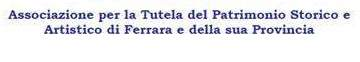 Associazione per la Tutela del Patrimonio Storico e
Artistico di Ferrara e della sua Provincia